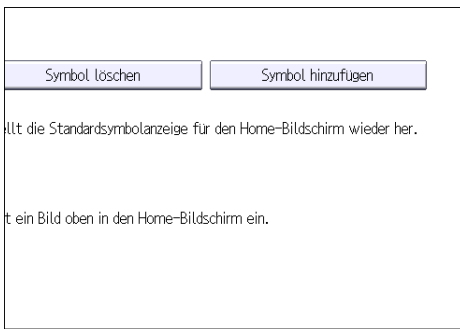 Symbol löschen
Symbol hinzufügen
llt die Standardsymbolanzeige für den Home-Bildschirm wieder her.
t ein Bild oben in den Home-Bildschirm ein.